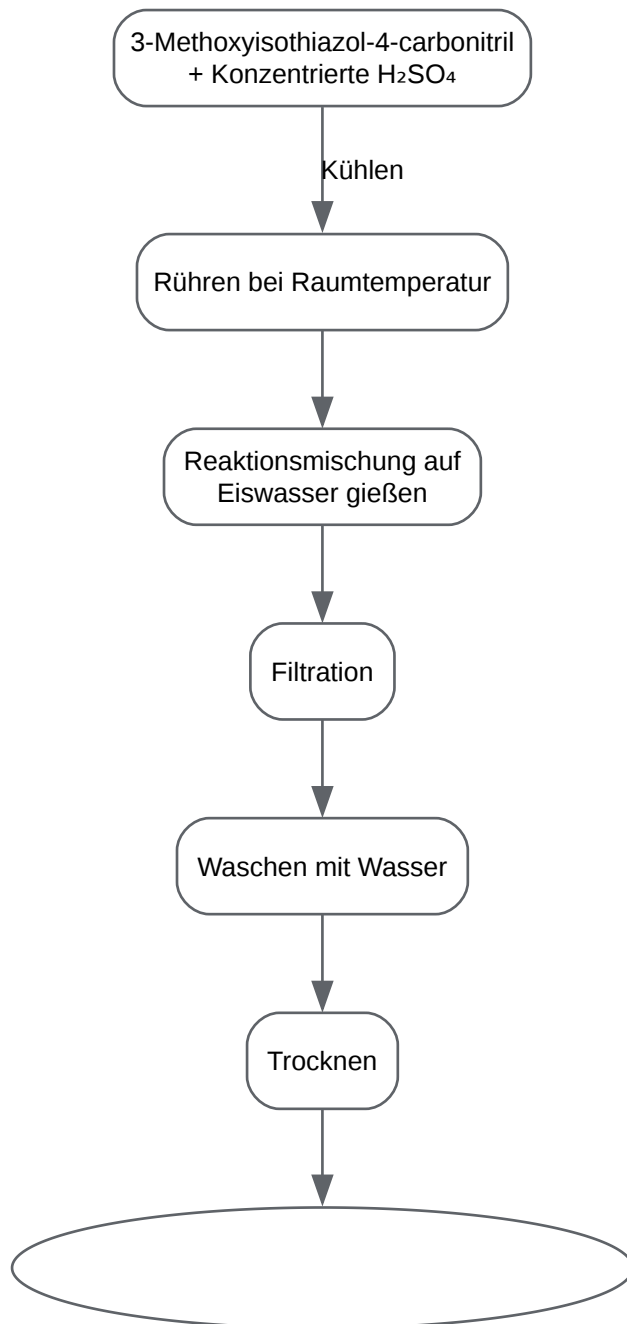 3-Methoxyisothiazol-4-carbonitril
+ Konzentrierte H₂SO₄
Kühlen
Rühren bei Raumtemperatur
Reaktionsmischung auf
Eiswasser gießen
Filtration
Waschen mit Wasser
Trocknen